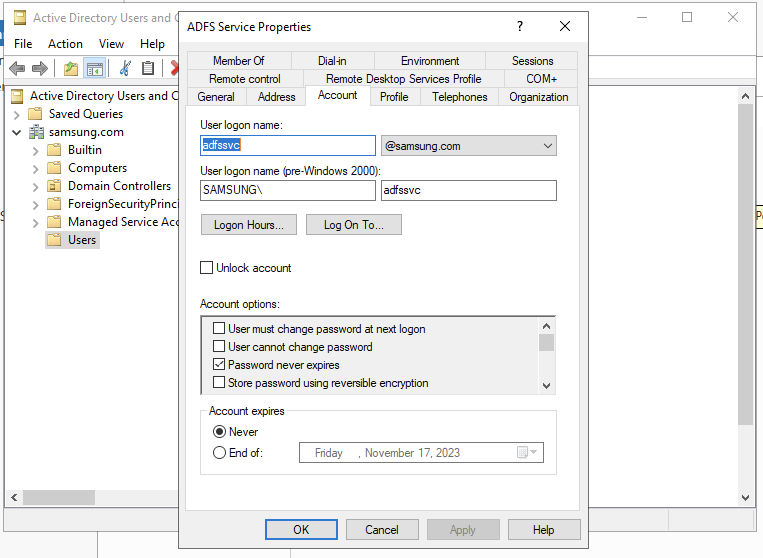 Active Directory Users and C
File Action View Help
Active Directory Users and C
Saved Queries
samsung.com
Builtin
Computers
Domain Controllers
ForeignSecurityPrinci
Managed Service Acc
Users
ADFS Service Properties
?
Member Of Dial-in Environment Sessions
Remote control Remote Desktop Services Profile COM+
General Address Account Profile Telephones Organization
User logon name:
adfssvc @samsung.com
User logon name (pre-Windows 2000):
SAMSUNG\ adfssvc
Logon Hours... Log On To...
Unlock account
Account options:
User must change password at next logon
User cannot change password
Password never expires
Store password using reversible encryption
Account expires
Never
End of: Friday , November 17, 2023
OK Cancel Apply Help